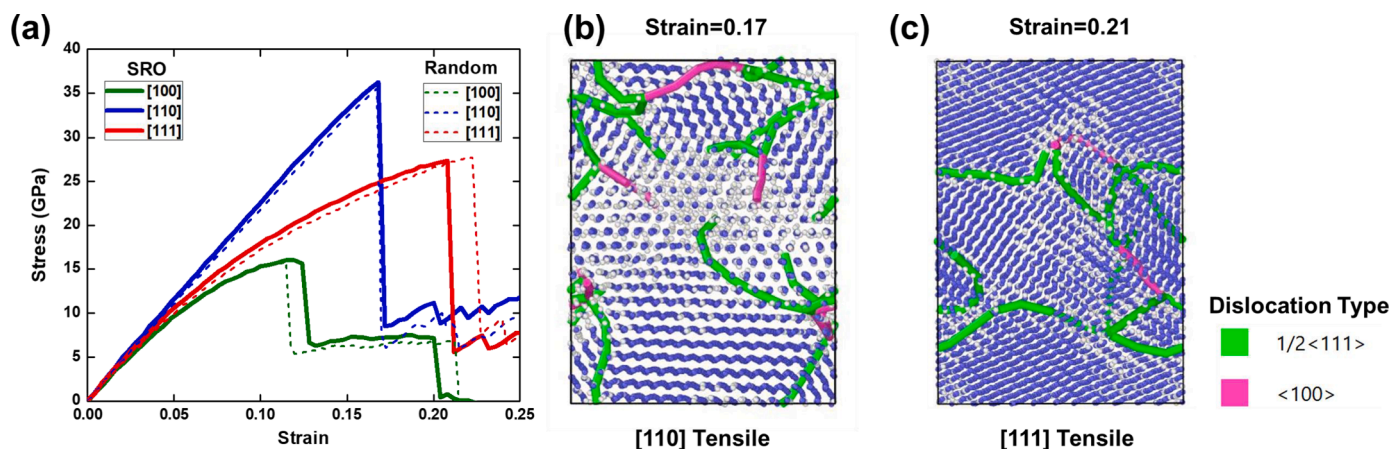 (a)
40
35
30
25
20
15
10
5
0
Stress (GPa)
SRO
[100]
[110]
[111]
Random
[100]
[110]
[111]
0.00 0.05 0.10 0.15 0.20 0.25
Strain
(b)
Strain=0.17
[110] Tensile
(c)
Strain=0.21
[111] Tensile
Dislocation Type
1/2<111>
<100>